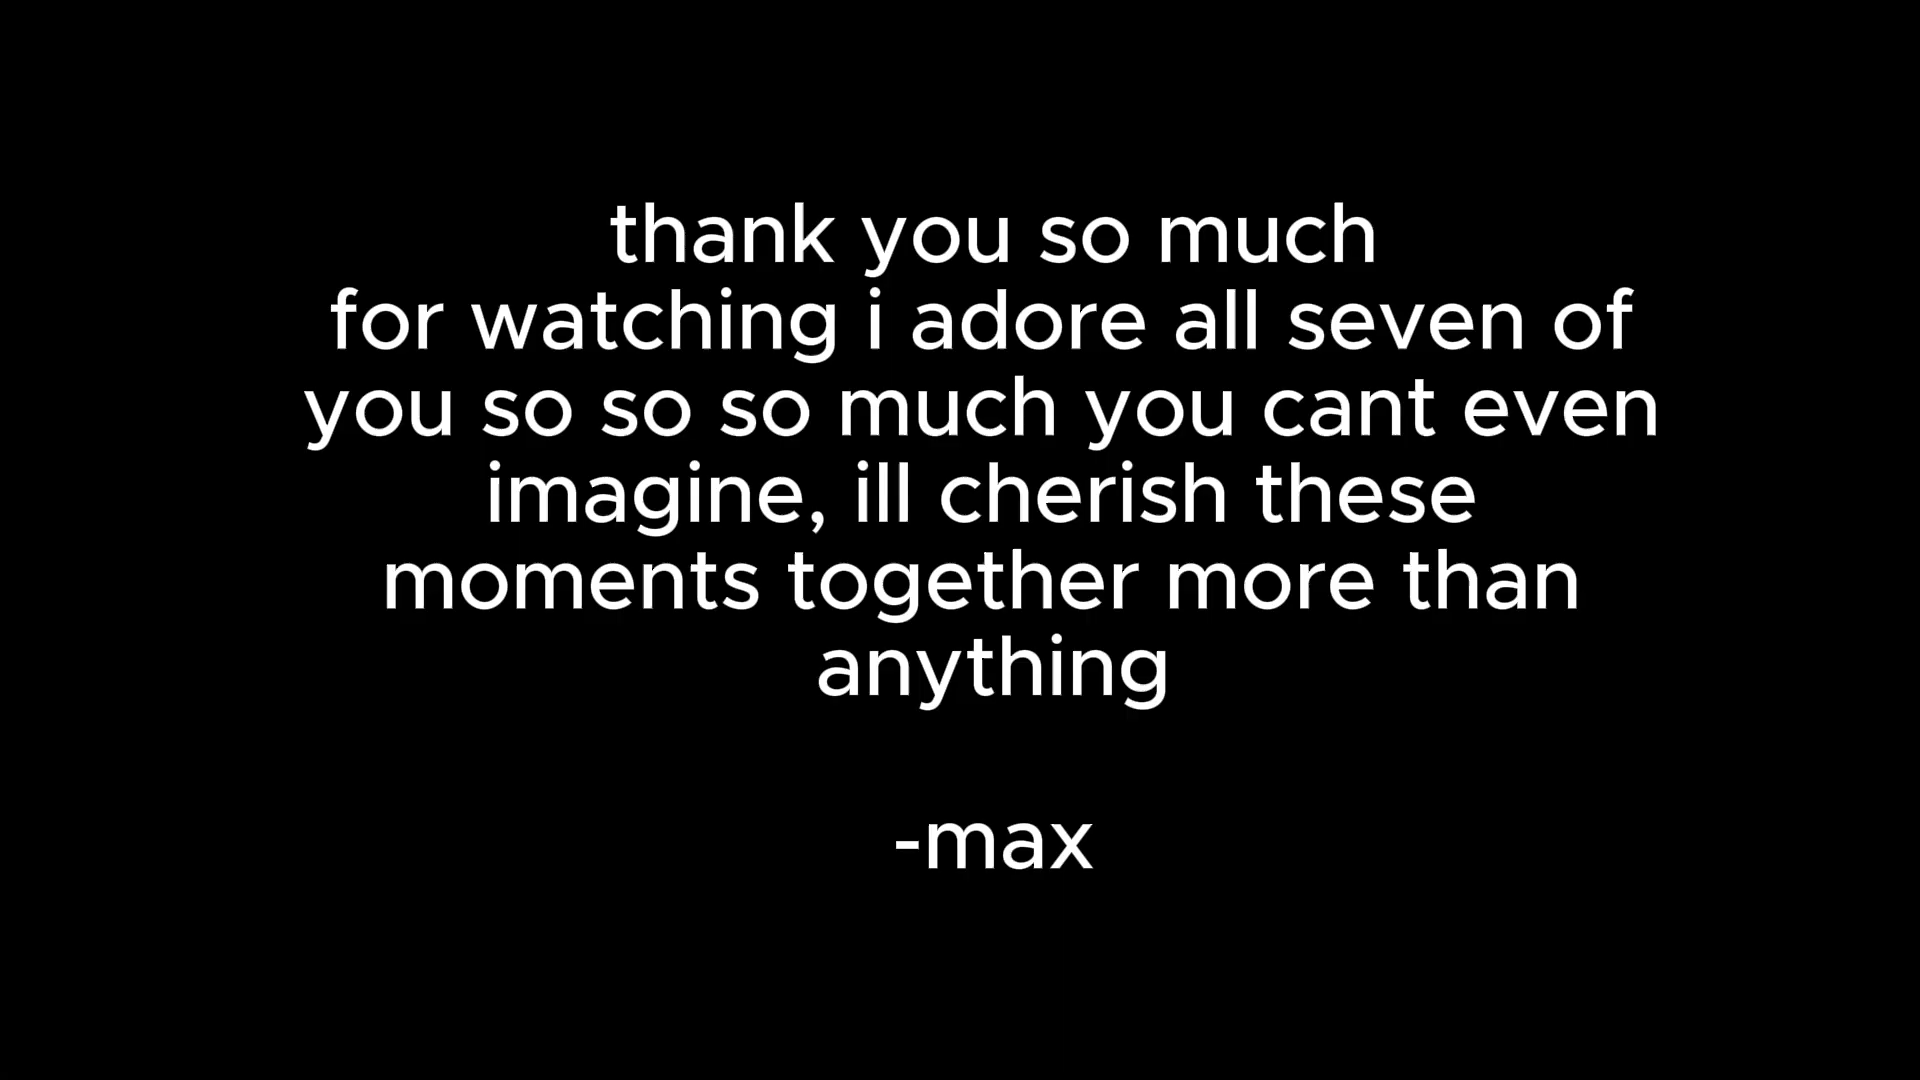 thank you so much
for watching i adore all seven of
you so so so much you cant even
imagine, ill cherish these
moments together more than
anything
-max